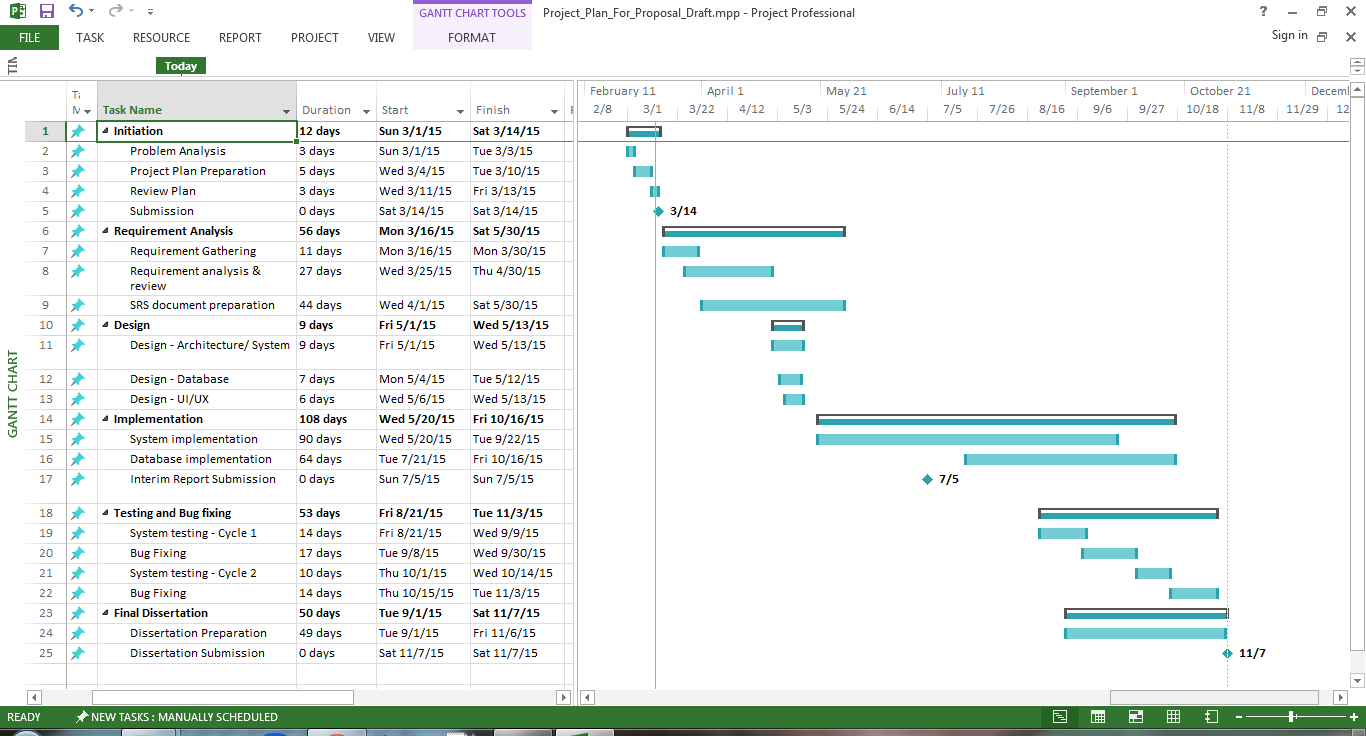 GANTT CHART TOOLS Project_Plan_For_Proposal_Draft.mpp - Project Professional
FILE TASK RESOURCE REPORT PROJECT VIEW FORMAT Sign in
Today
Task Name Duration Start Finish
February 11 April 1 May 21 July 11 September 1 October 21
2/8 3/1 3/22 4/12 5/3 5/24 6/14 7/5 7/26 8/16 9/6 9/27 10/18 11/8 11/29 12
1 Initiation 12 days Sun 3/1/15 Sat 3/14/15
2 Problem Analysis 3 days Sun 3/1/15 Tue 3/3/15
3 Project Plan Preparation 5 days Wed 3/4/15 Tue 3/10/15
4 Review Plan 3 days Wed 3/11/15 Fri 3/13/15
5 Submission 0 days Sat 3/14/15 Sat 3/14/15 3/14
6 Requirement Analysis 56 days Mon 3/16/15 Sat 5/30/15
7 Requirement Gathering 11 days Mon 3/16/15 Mon 3/30/15
8 Requirement analysis & 27 days Wed 3/25/15 Thu 4/30/15
review
9 SRS document preparation 44 days Wed 4/1/15 Sat 5/30/15
10 Design 9 days Fri 5/1/15 Wed 5/13/15
11 Design - Architecture/ System 9 days Fri 5/1/15 Wed 5/13/15
12 Design - Database 7 days Mon 5/4/15 Tue 5/12/15
13 Design - UI/UX 6 days Wed 5/6/15 Wed 5/13/15
14 Implementation 108 days Wed 5/20/15 Fri 10/16/15
15 System implementation 90 days Wed 5/20/15 Tue 9/22/15
16 Database implementation 64 days Tue 7/21/15 Fri 10/16/15
17 Interim Report Submission 0 days Sun 7/5/15 Sun 7/5/15 7/5
18 Testing and Bug fixing 53 days Fri 8/21/15 Tue 11/3/15
19 System testing - Cycle 1 14 days Fri 8/21/15 Wed 9/9/15
20 Bug Fixing 17 days Tue 9/8/15 Wed 9/30/15
21 System testing - Cycle 2 10 days Thu 10/1/15 Wed 10/14/15
22 Bug Fixing 14 days Thu 10/15/15 Tue 11/3/15
23 Final Dissertation 50 days Tue 9/1/15 Sat 11/7/15
24 Dissertation Preparation 49 days Tue 9/1/15 Fri 11/6/15
25 Dissertation Submission 0 days Sat 11/7/15 Sat 11/7/15 11/7
GANTT CHART
READY NEW TASKS : MANUALLY SCHEDULED